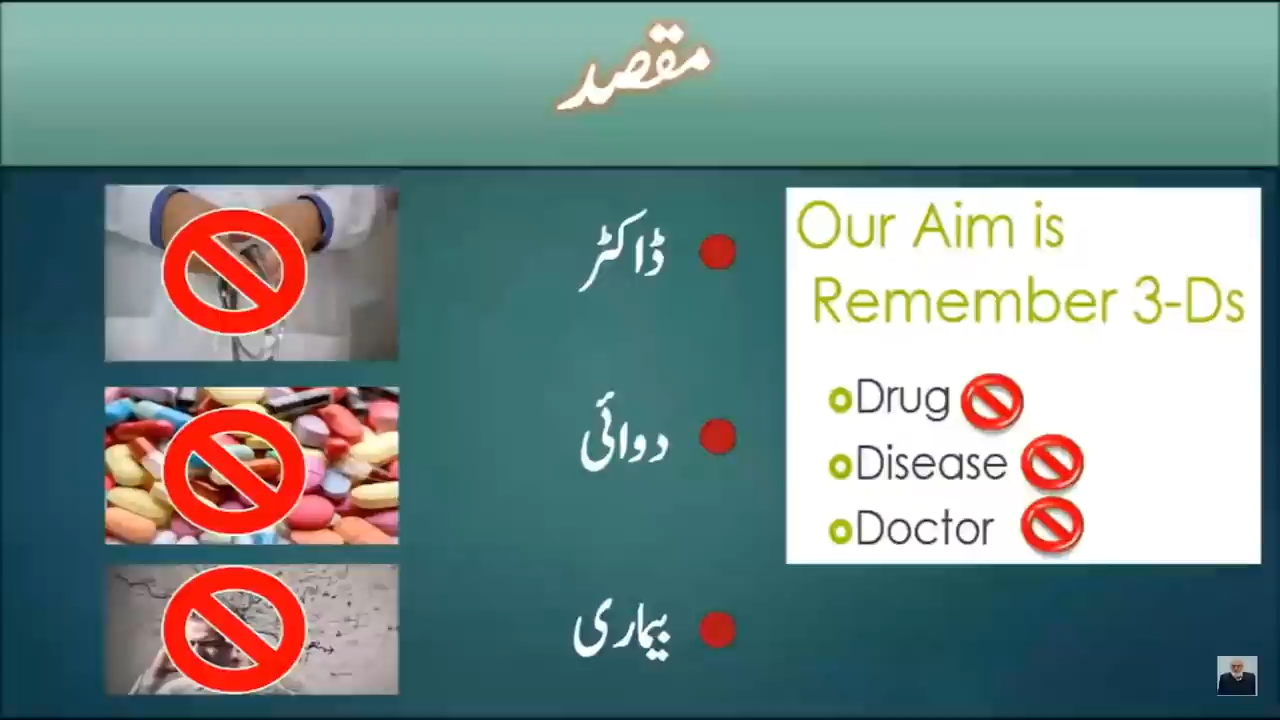 مقصد
ڈاکٹر
دوائی
بیماری
Our Aim is
Remember 3-Ds
Drug
Disease
Doctor